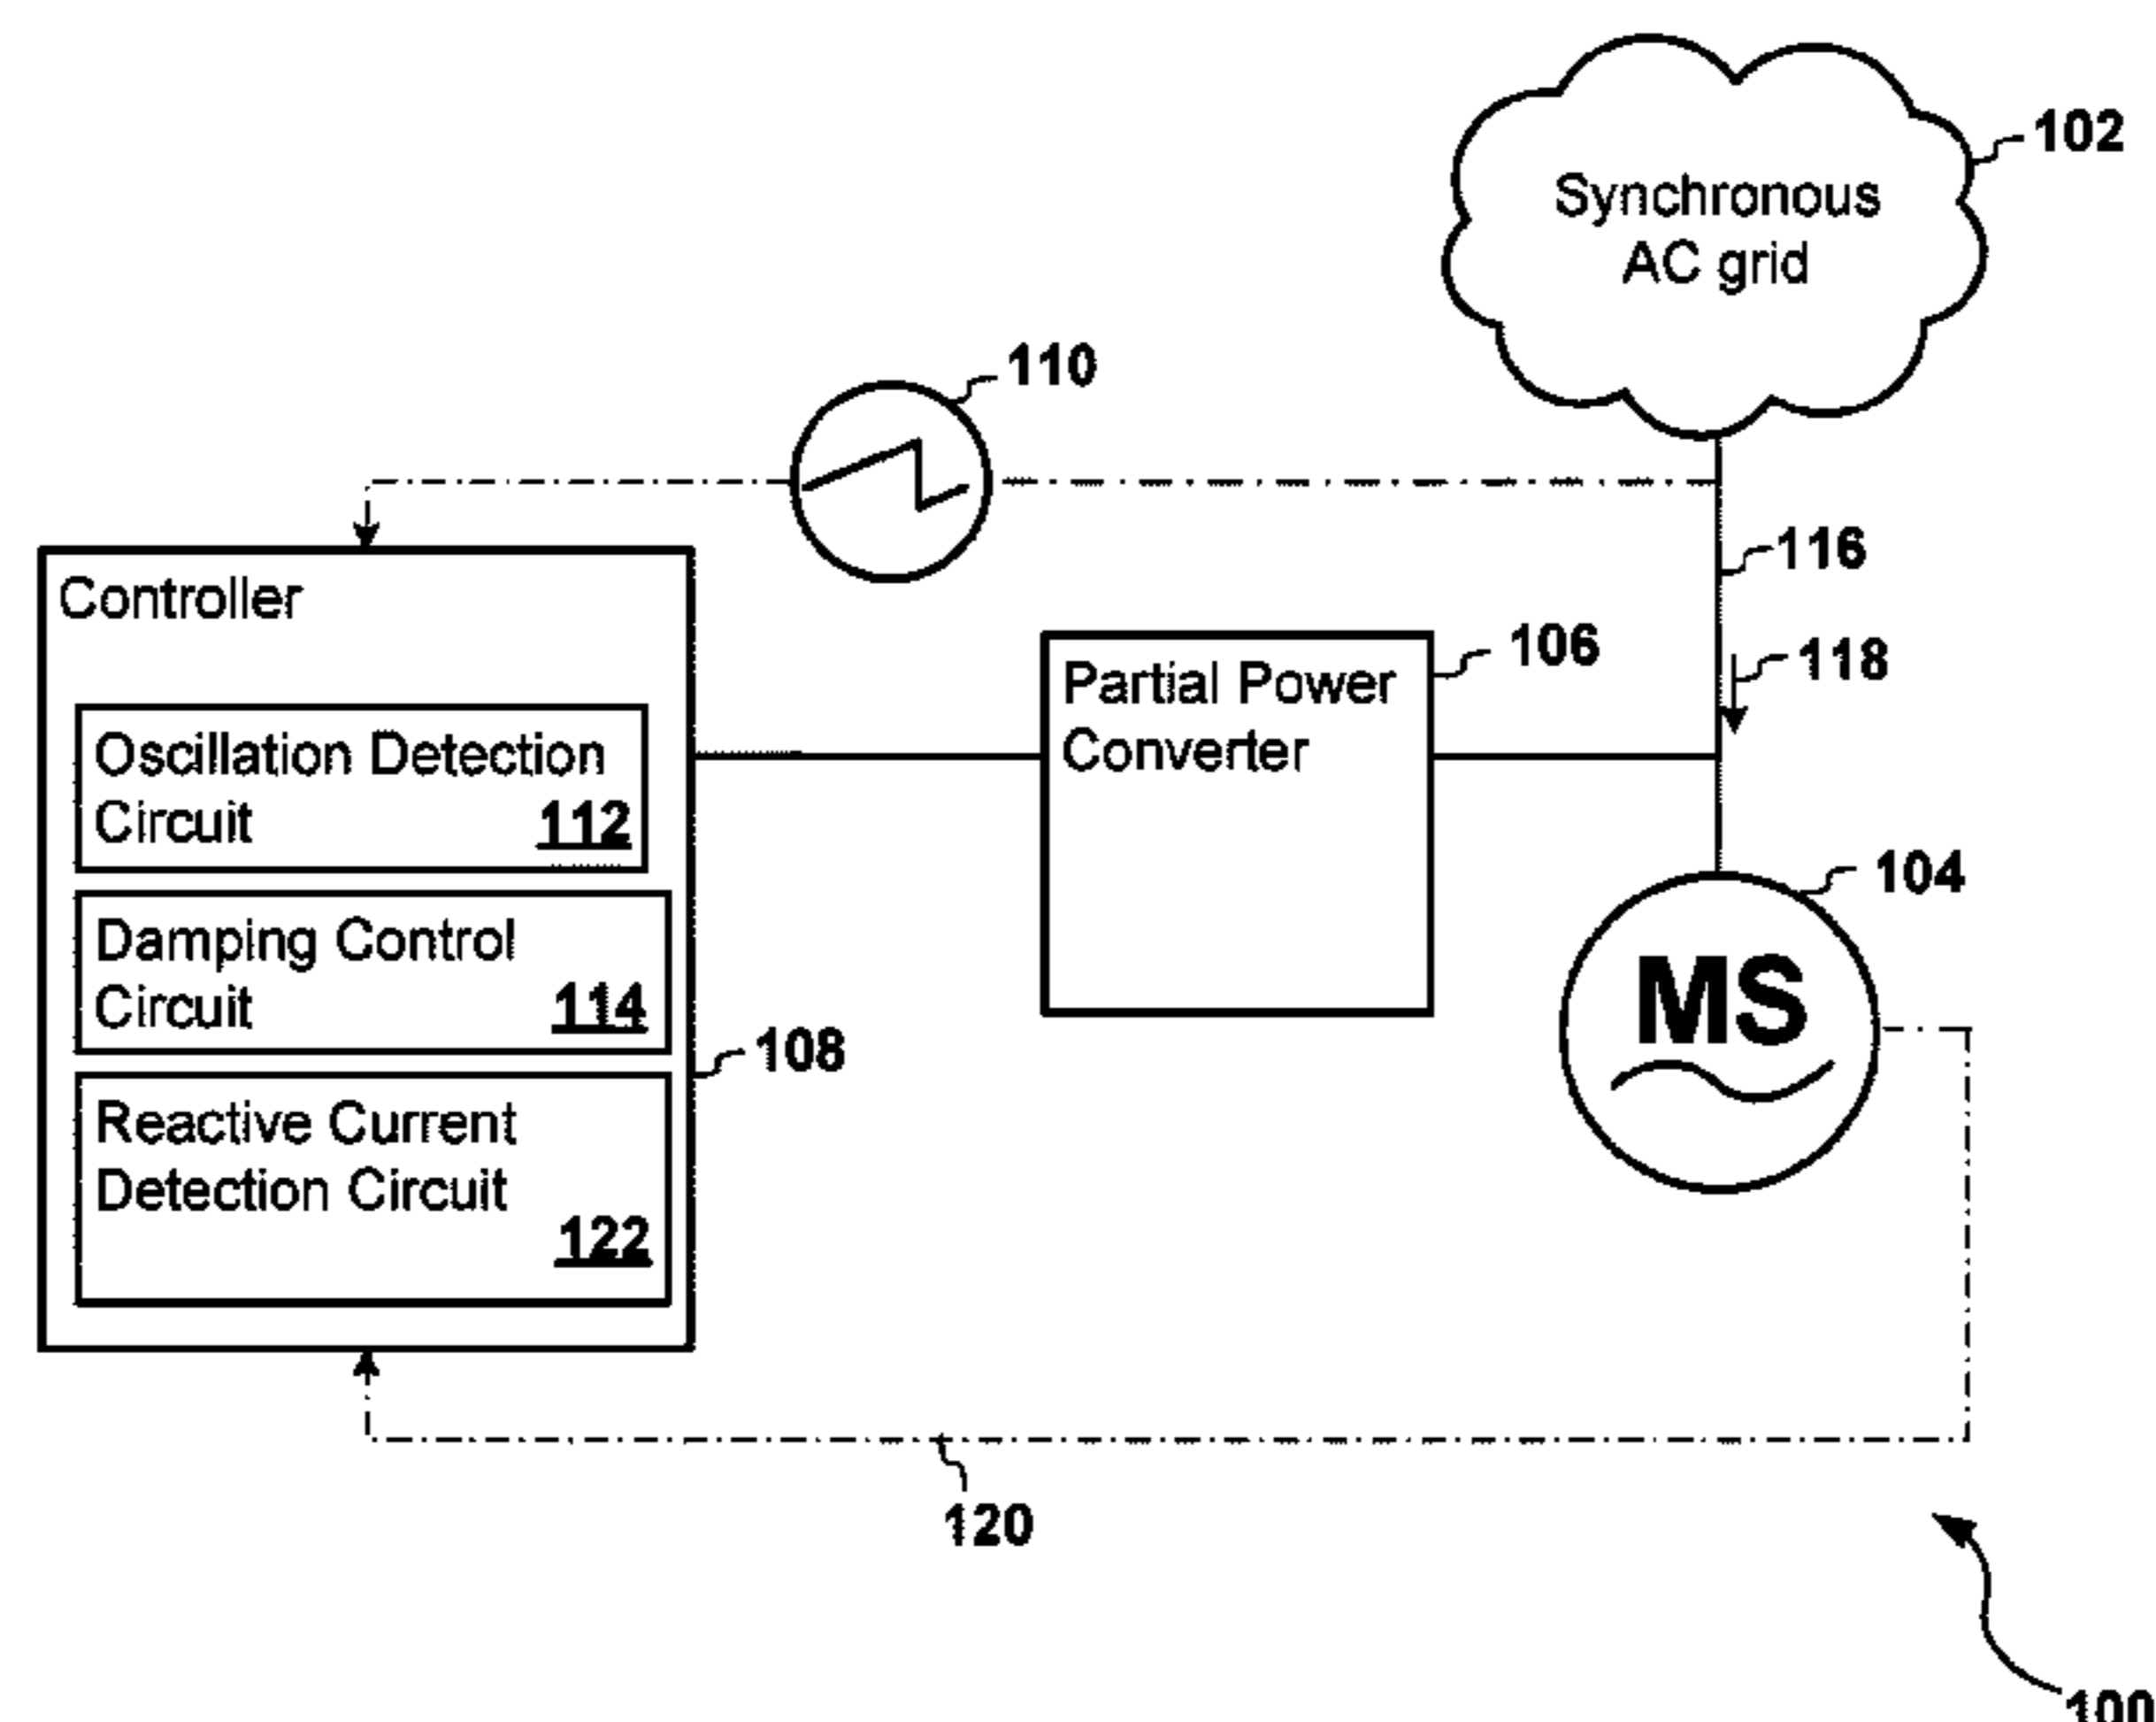 102
Synchronous
AC grid
110
116
Controller
106
118
Partial Power
Converter
Oscillation Detection
Circuit 112
104
Damping Control
Circuit 114
108
MS
Reactive Current
Detection Circuit
122
120
100